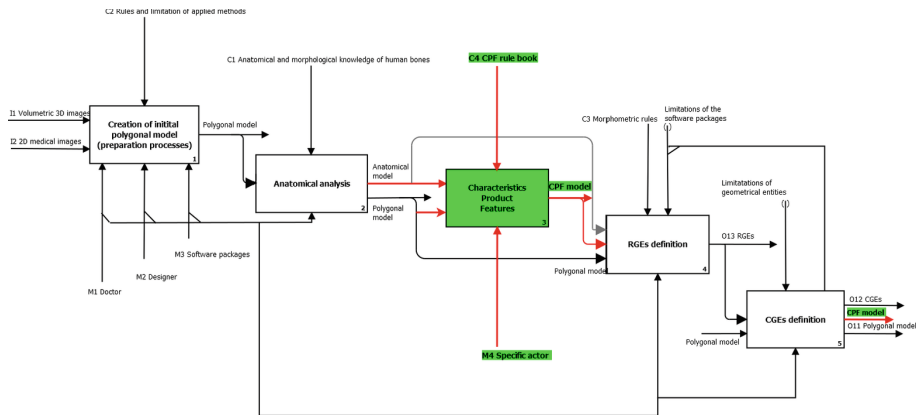 C2 Rules and limitation of applied methods
C1 Anatomical and morphological knowledge of human bones
C4 CPF rule book
I1 Volumetric 3D images
I2 2D medical images
Creation of initital
polygonal model
(preparation processes)
1
Polygonal model
Anatomical analysis
2
Anatomical
model
Polygonal
model
Characteristics
Product
Features
3
CPF model
C3 Morphometric rules
Limitations of the
software packages
()
Limitatations of
geometrical entities
()
RGEs definition
4
Polygonal model
O13 RGEs
M3 Software packages
M2 Designer
M1 Doctor
M4 Specific actor
CGEs definition
5
Polygonal model
O12 CGEs
CPF model
O11 Polygonal model